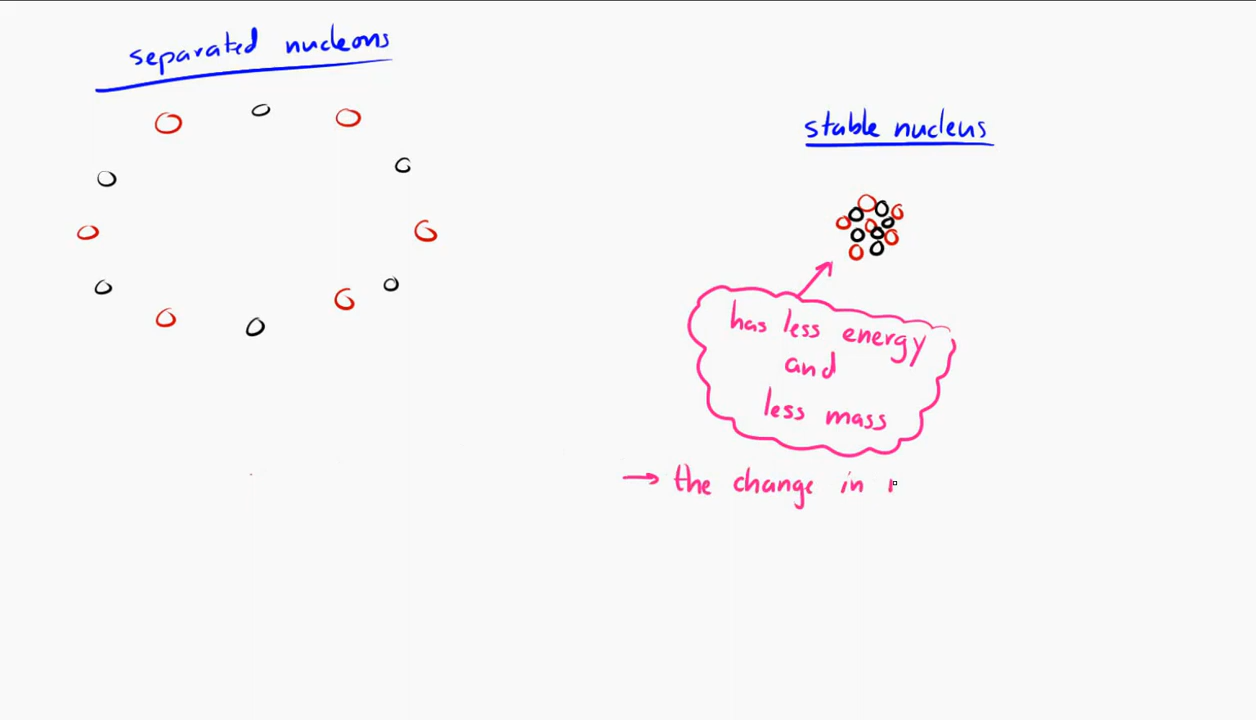 separated nucleons
stable nucleus
has less energy
and
less mass
→ the change in